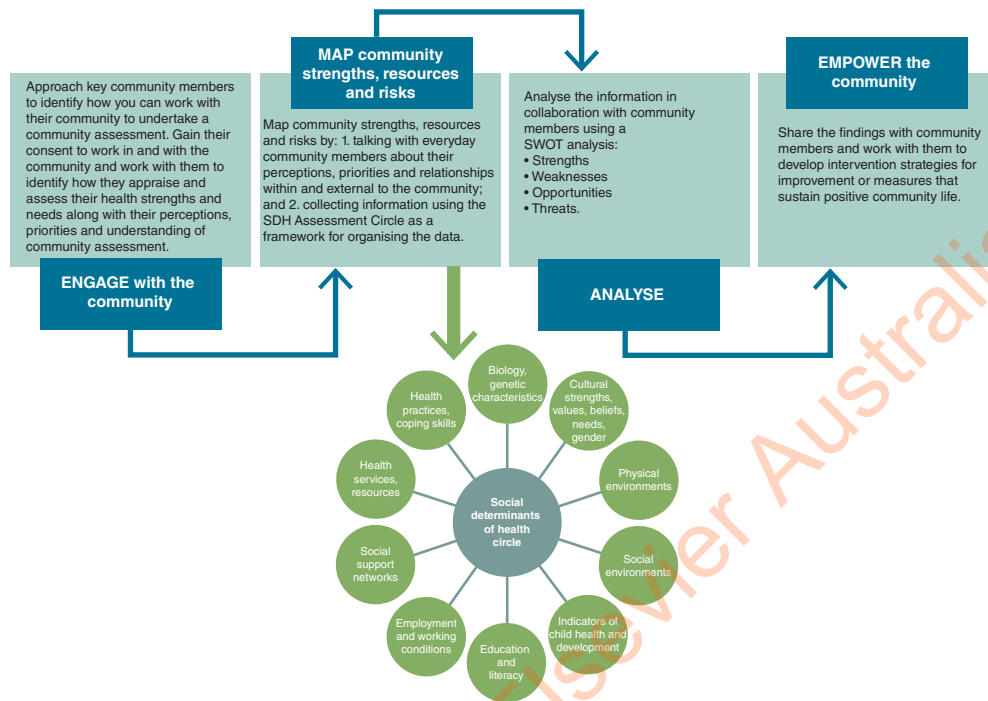 Approach key community members
to identify how you can work with
their community to undertake a
community assessment. Gain their
consent to work in and with the
community and work with them to
identify how they appraise and
assess their health strengths and
needs along with their perceptions,
priorities and understanding of
community assessment.
ENGAGE with the
community
MAP community
strengths, resources
and risks
Map community strengths, resources
and risks by: 1. talking with everyday
community members about their
perceptions, priorities and relationships
within and external to the community;
and 2. collecting information using the
SDH Assessment Circle as a
framework for organising the data.
Analyse the information in
collaboration with community
members using a
SWOT analysis:
• Strengths
• Weaknesses
• Opportunities
• Threats.
ANALYSE
EMPOWER the
community
Share the findings with community
members and work with them to
develop intervention strategies for
improvement or measures that
sustain positive community life.
Social
determinants
of health
circle
Biology,
genetic
characteristics
Cultural
strengths,
values, beliefs,
needs,
gender
Physical
environments
Social
environments
Indicators of
child health and
development
Education
and
literacy
Employment
and working
conditions
Social
support
networks
Health
services,
resources
Health
practices,
coping skills
Elsevier Australia